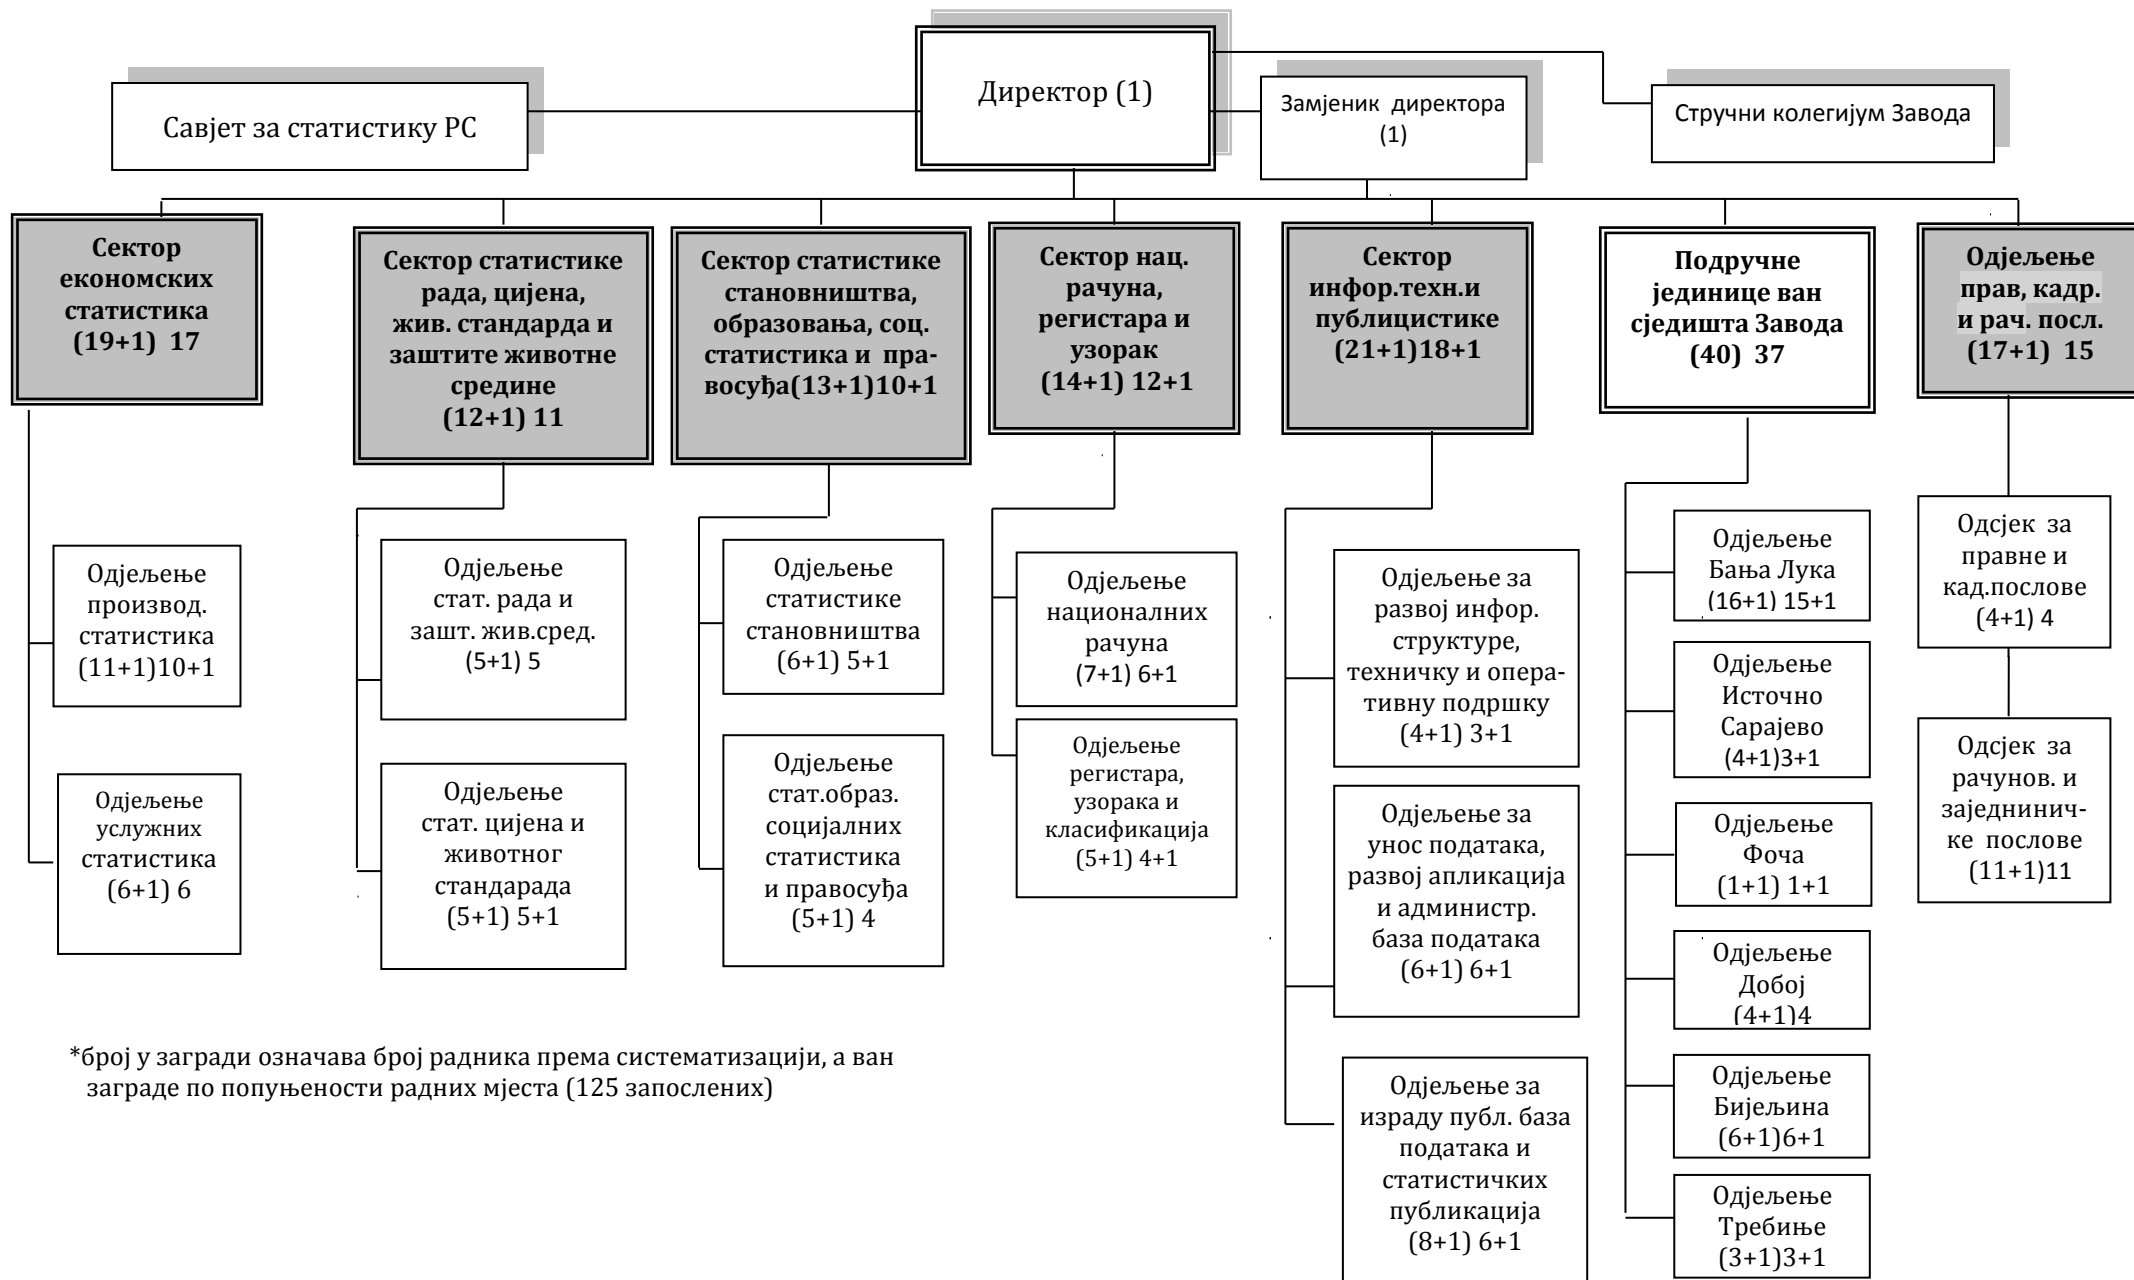 Директор (1)
Савјет за статистику РС
Замјеник директора
(1)
Стручни колегијум Завода
Сектор
економских
статистика
(19+1) 17
Сектор статистике
рада, цијена,
жив. стандарда и
заштите животне
средине
(12+1) 11
Сектор статистике
становништва,
образовања, соц.
статистика и пра-
восуђа(13+1)10+1
Сектор нац.
рачуна,
регистара и
узорак
(14+1) 12+1
Сектор
инфор.техн.и
публицистике
(21+1)18+1
Подручне
јединице ван
сједишта Завода
(40) 37
Одјељење
прав, кадр.
и рач. посл.
(17+1) 15
Одјељење
производ.
статистика
(11+1)10+1
Одјељење
услужних
статистика
(6+1) 6
Одјељење
стат. рада и
зашт. жив.сред.
(5+1) 5
Одјељење
стат. цијена и
животног
стандарада
(5+1) 5+1
Одјељење
статистике
становништва
(6+1) 5+1
Одјељење
стат.образ.
социјалних
статистика
и правосуђа
(5+1) 4
Одјељење
националних
рачуна
(7+1) 6+1
Одјељење
регистара,
узорака и
класификација
(5+1) 4+1
Одјељење за
развој инфор.
структуре,
техничку и опера-
тивну подршку
(4+1) 3+1
Одјељење за
унос података,
развој апликација
и администр.
база података
(6+1) 6+1
Одјељење за
израду публ. база
података и
статистичких
публикација
(8+1) 6+1
Одјељење
Бања Лука
(16+1) 15+1
Одјељење
Источно
Сарајево
(4+1)3+1
Одјељење
Фоча
(1+1) 1+1
Одјељење
Добој
(4+1)4
Одјељење
Бијељина
(6+1)6+1
Одјељење
Требиње
(3+1)3+1
Одсјек за
правне и
кад.послове
(4+1) 4
Одсјек за
рачунов. и
заједнинич-
ке послове
(11+1)11
*број у загради означава број радника према систематизацији, а ван
заграде по попуњености радних мјеста (125 запослених)